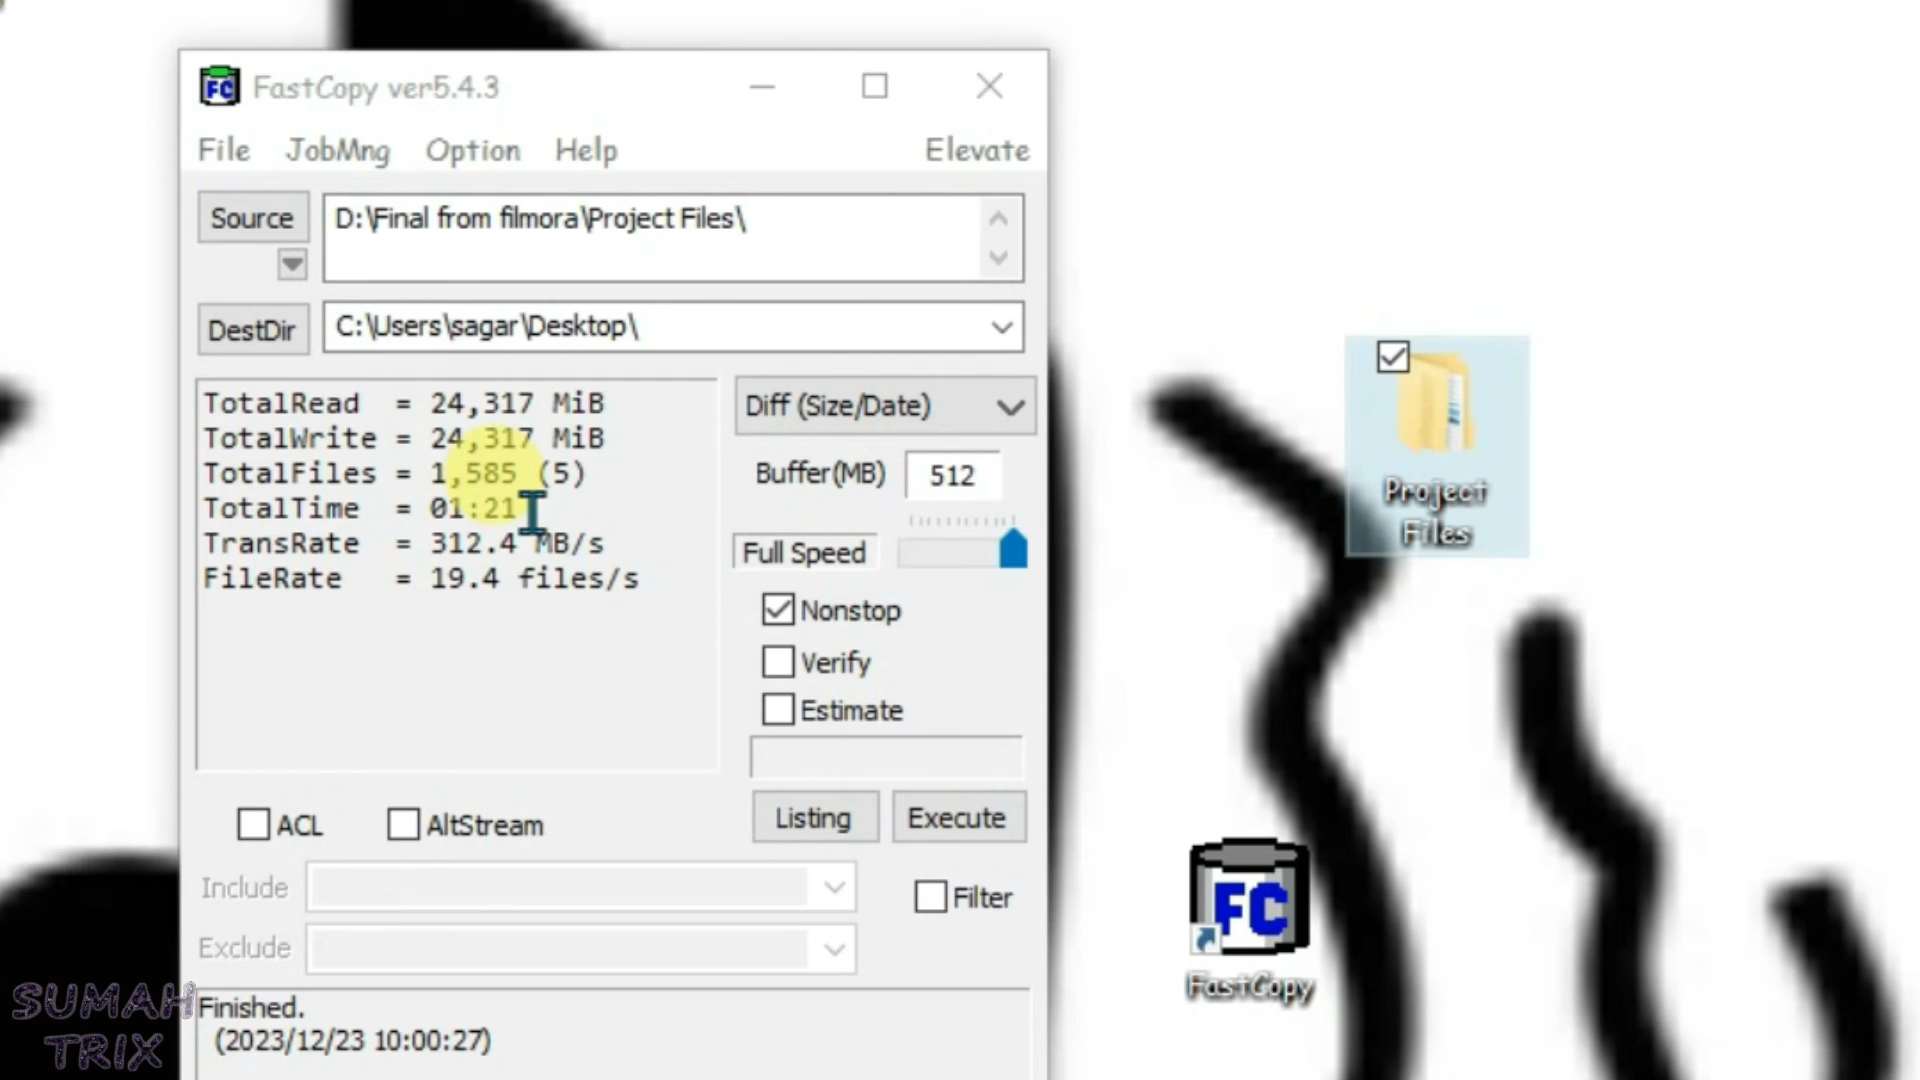 FC FastCopy ver5.4.3
File JobMng Option Help Elevate
Source D:\Final from filmora\Project Files\
DestDir C:\Users\sagar\Desktop\
TotalRead = 24,317 MiB
TotalWrite = 24,317 MiB
TotalFiles = 1,585 (5)
TotalTime = 01:21
TransRate = 312.4 MB/s
FileRate = 19.4 files/s
Diff (Size/Date)
Buffer(MB) 512
Full Speed
Nonstop
Verify
Estimate
Listing Execute
ACL AltStream
Include
Filter
Exclude
Finished.
(2023/12/23 10:00:27)
Project
Files
FC
FastCopy
SUMAH
TRIX